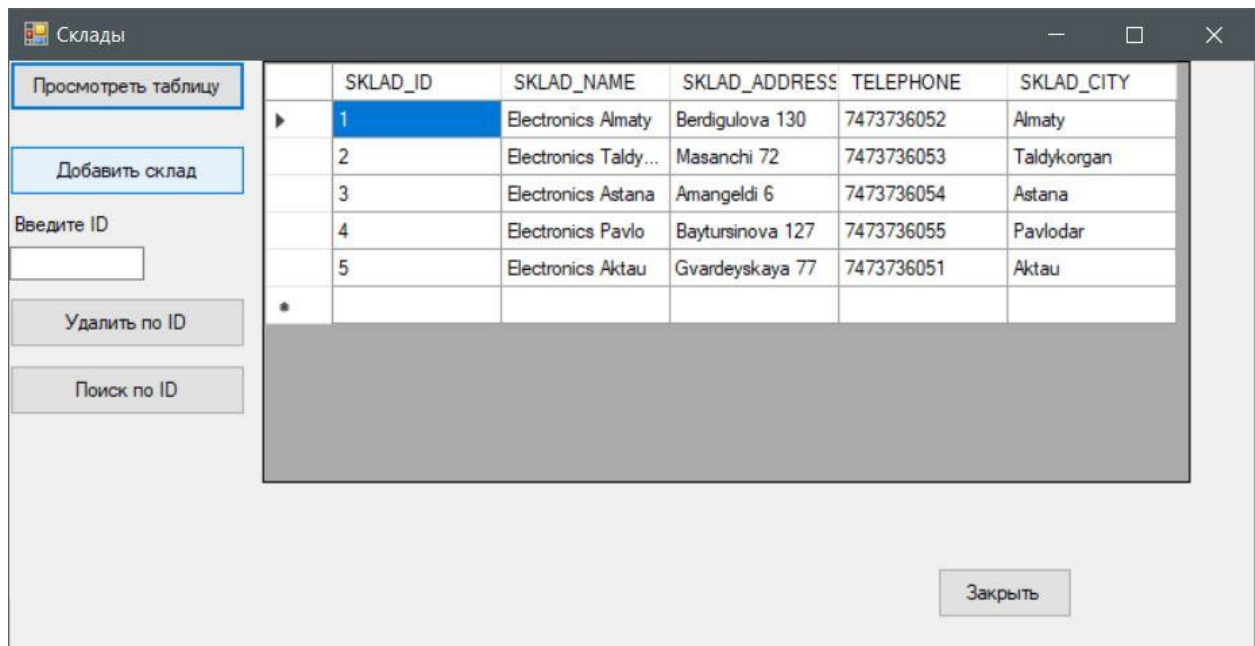 Склады
Просмотреть таблицу
Добавить склад
Введите ID
Удалить по ID
Поиск по ID
SKLAD_ID SKLAD_NAME SKLAD_ADDRESS TELEPHONE SKLAD_CITY
1 Electronics Almaty Berdigulova 130 7473736052 Almaty
2 Electronics Taldy... Masanchi 72 7473736053 Taldykorgan
3 Electronics Astana Amangeldi 6 7473736054 Astana
4 Electronics Pavlo Baytursinova 127 7473736055 Pavlodar
5 Electronics Aktau Gvardeyskaya 77 7473736051 Aktau
Закрыть